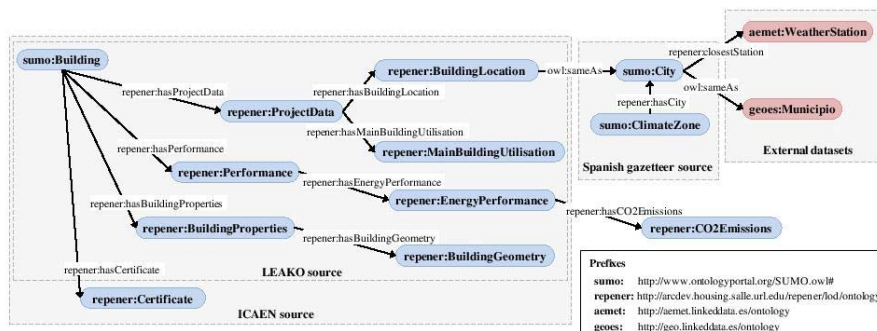 sumo:Building
repener:hasProjectData
repener:ProjectData
repener:hasBuildingLocation
repener:BuildingLocation
owl:sameAs
repener:hasMainBuildingUtilisation
repener:MainBuildingUtilisation
repener:hasPerformance
repener:Performance
repener:hasEnergyPerformance
repener:EnergyPerformance
repener:hasCO2Emissions
repener:CO2Emissions
repener:hasBuildingProperties
repener:BuildingProperties
repener:hasBuildingGeometry
repener:BuildingGeometry
repener:hasCertificate
repener:Certificate
LEAKO source
ICAEN source
sumo:City
repener:hasCity
sumo:ClimateZone
Spanish gazetteer source
repener:closestStation
aemet:WeatherStation
owl:sameAs
geoes:Municipio
External datasets
Prefixes
sumo: http://www.ontologyportal.org/SUMO.owl#
repener: http://arcdev.housing.salle.url.edu/repener/lod/ontology
aemet: http://aemet.linkeddata.es/ontology
geoes: http://geo.linkeddata.es/ontology